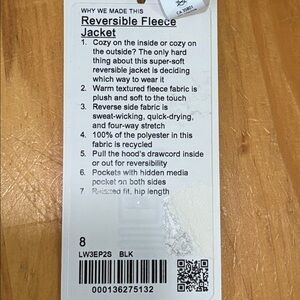 WHY WE MADE THIS
Reversible Fleece
Jacket
1. Cozy on the inside or cozy on
the outside? The only hard
thing about this super-soft
reversible jacket is deciding
which way to wear it
2. Warm textured fleece fabric is
plush and soft to the touch
3. Reverse side fabric is
sweat-wicking, quick-drying,
and four-way stretch
4. 100% of the polyester in this
fabric is recycled
5. Pull the hood's drawcord inside
or out for reversibility
6. Pockets with hidden media
pocket on both sides
7. Relaxed fit, hip length
8
LW3EP2S BLK
000136275132